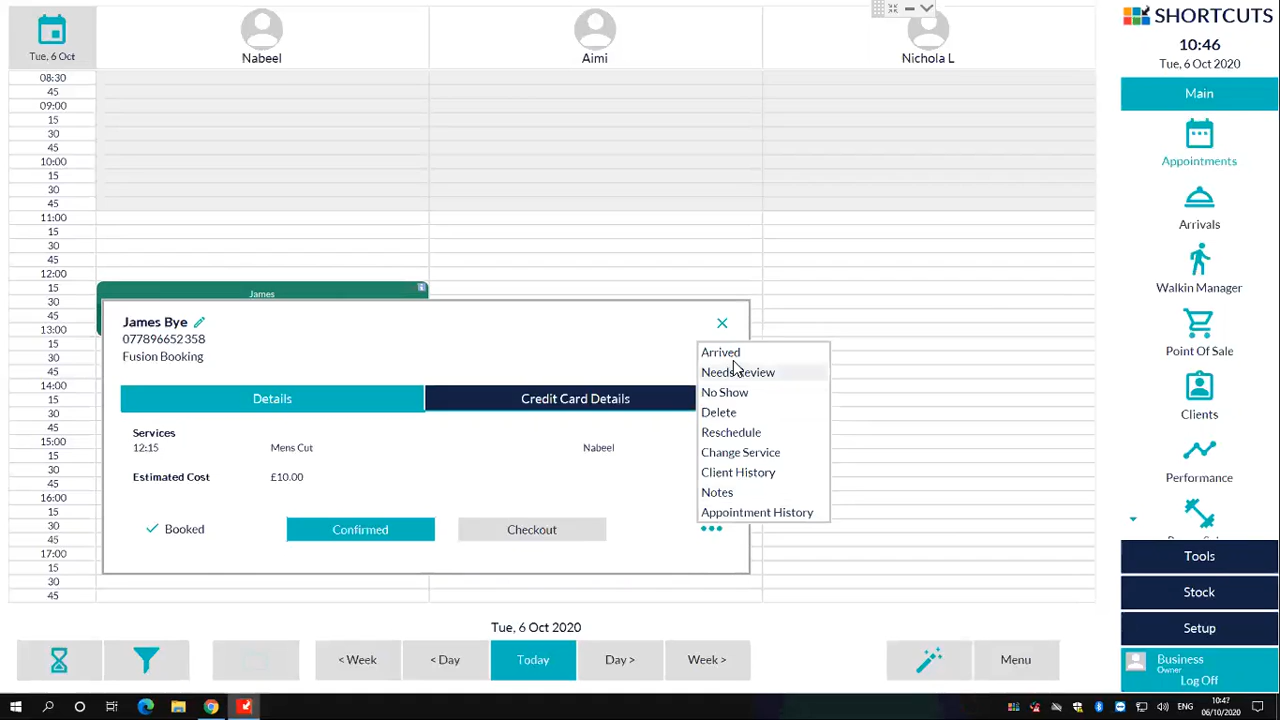 Tue, 6 Oct
Nabeel
Aimi
Nichola L
SHORTCUTS
10:46
Tue, 6 Oct 2020
Main
Appointments
Arrivals
Walkin Manager
Point Of Sale
Clients
Performance
Tools
Stock
Setup
Business
Owner
Log Off
08:30
45
09:00
15
30
45
10:00
15
30
45
11:00
15
30
45
12:00
15
30
45
13:00
15
30
45
14:00
15
30
45
15:00
15
30
45
16:00
15
30
45
17:00
15
30
45
James
James Bye
077896652358
Fusion Booking
Details
Credit Card Details
Services
12:15
Mens Cut
Nabeel
Estimated Cost
£10.00
Booked
Confirmed
Checkout
Arrived
Needs Review
No Show
Delete
Reschedule
Change Service
Client History
Notes
Appointment History
Tue, 6 Oct 2020
< Week
Day
Today
Day >
Week >
Menu
ENG
10:47
06/10/2020